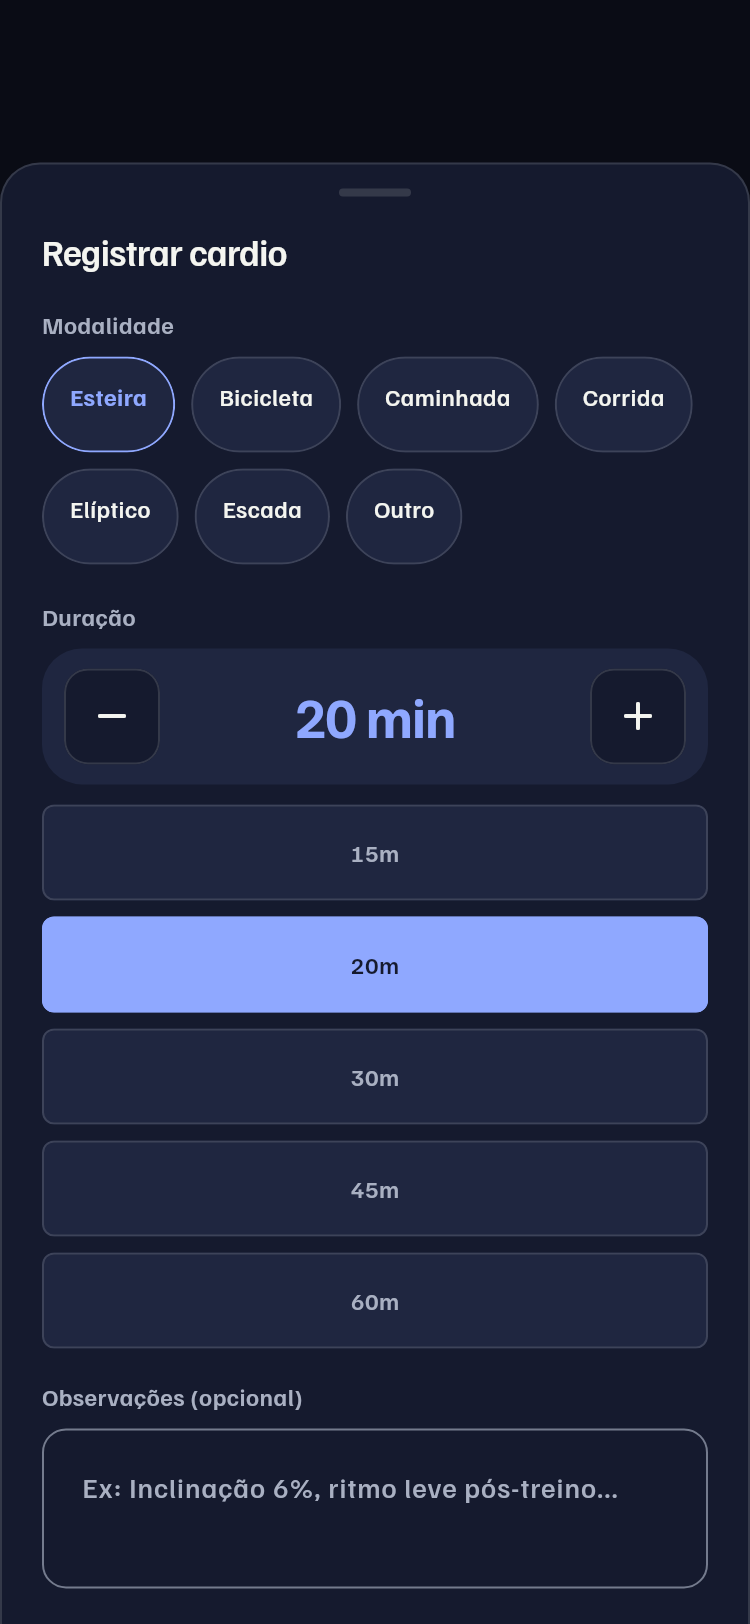 Registrar cardio
Modalidade
Esteira Bicicleta Caminhada Corrida
Elíptico Escada Outro
Duração
− 20 min +
15m
20m
30m
45m
60m
Observações (opcional)
Ex: Inclinação 6%, ritmo leve pós-treino...